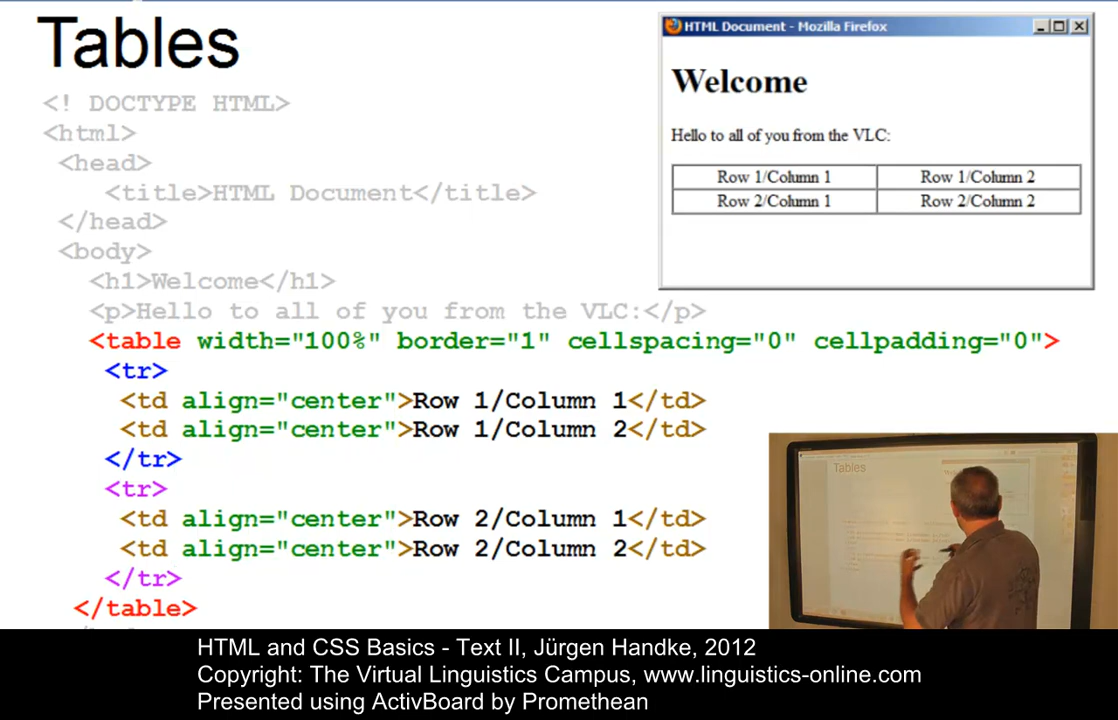 Tables
<! DOCTYPE HTML>
<html>
<head>
<title>HTML Document</title>
</head>
<body>
<h1>Welcome</h1>
<p>Hello to all of you from the VLC:</p>
<table width="100%" border="1" cellspacing="0" cellpadding="0">
<tr>
<td align="center">Row 1/Column 1</td>
<td align="center">Row 1/Column 2</td>
</tr>
<tr>
<td align="center">Row 2/Column 1</td>
<td align="center">Row 2/Column 2</td>
</tr>
</table>
HTML Document - Mozilla Firefox
Welcome
Hello to all of you from the VLC:
Row 1/Column 1 Row 1/Column 2
Row 2/Column 1 Row 2/Column 2
Tables
HTML and CSS Basics - Text II, Jürgen Handke, 2012
Copyright: The Virtual Linguistics Campus, www.linguistics-online.com
Presented using ActivBoard by Promethean